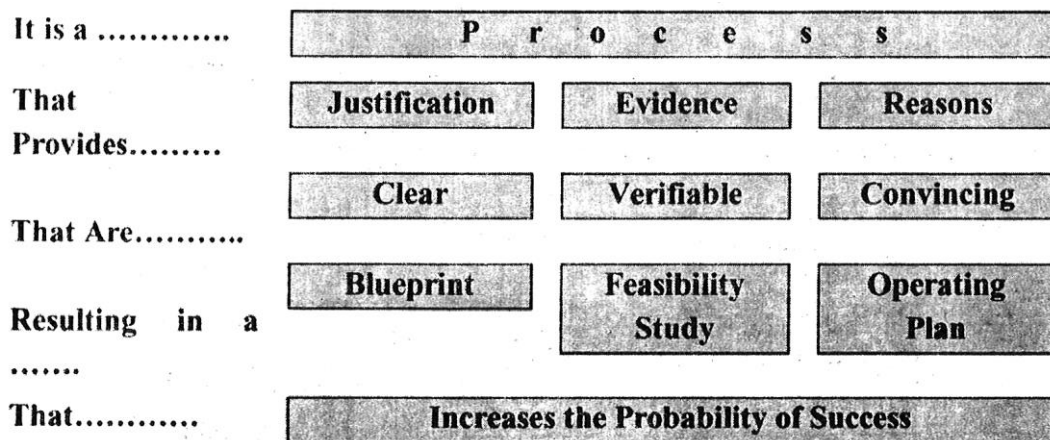 It is a ………….
P r o c e s s
That
Provides………
Justification
Evidence
Reasons
Clear
Verifiable
Convincing
That Are………..
Blueprint
Feasibility
Study
Operating
Plan
Resulting in a
…….
That…………
Increases the Probability of Success